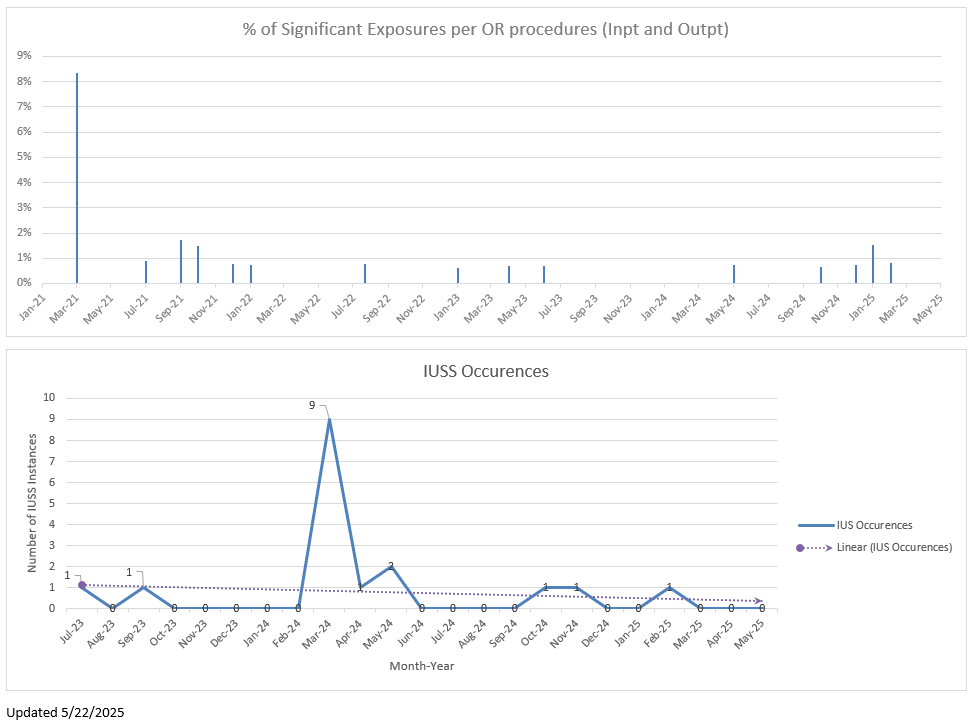 % of Significant Exposures per OR procedures (Inpt and Outpt)
9%
8%
7%
6%
5%
4%
3%
2%
1%
0%
Jan-21 Mar-21 May-21 Jul-21 Sep-21 Nov-21 Jan-22 Mar-22 May-22 Jul-22 Sep-22 Nov-22 Jan-23 Mar-23 May-23 Jul-23 Sep-23 Nov-23 Jan-24 Mar-24 May-24 Jul-24 Sep-24 Nov-24 Jan-25 Mar-25 May-25
IUSS Occurences
Number of IUSS Instances
10
9
8
7
6
5
4
3
2
1
0
1 0 1 0 0 0 0 0 9 1 2 0 0 0 0 1 1 0 0 1 0 0 0
Jul-23 Aug-23 Sep-23 Oct-23 Nov-23 Dec-23 Jan-24 Feb-24 Mar-24 Apr-24 May-24 Jun-24 Jul-24 Aug-24 Sep-24 Oct-24 Nov-24 Dec-24 Jan-25 Feb-25 Mar-25 Apr-25 May-25
Month-Year
IUS Occurences
Linear (IUS Occurences)
Updated 5/22/2025